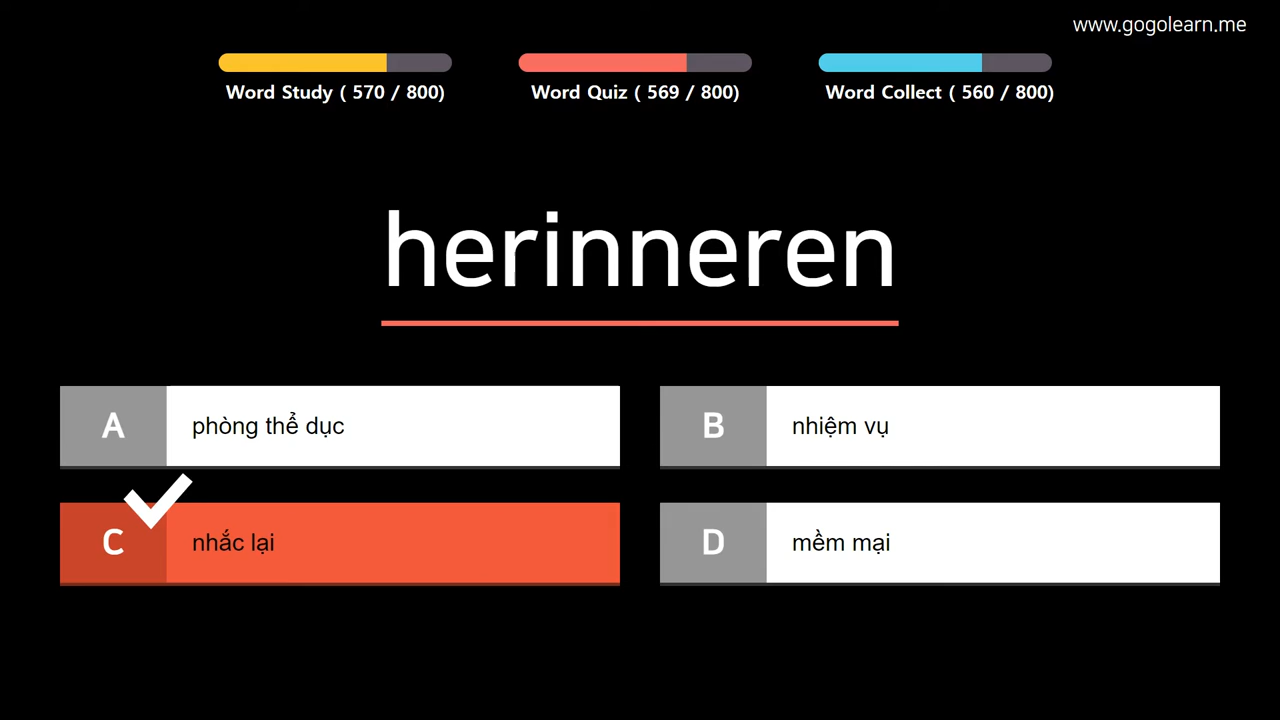 www.gogolearn.me
Word Study ( 570 / 800)
Word Quiz ( 569 / 800)
Word Collect ( 560 / 800)
herinneren
A
phòng thể dục
B
nhiệm vụ
C
nhắc lại
D
mềm mại